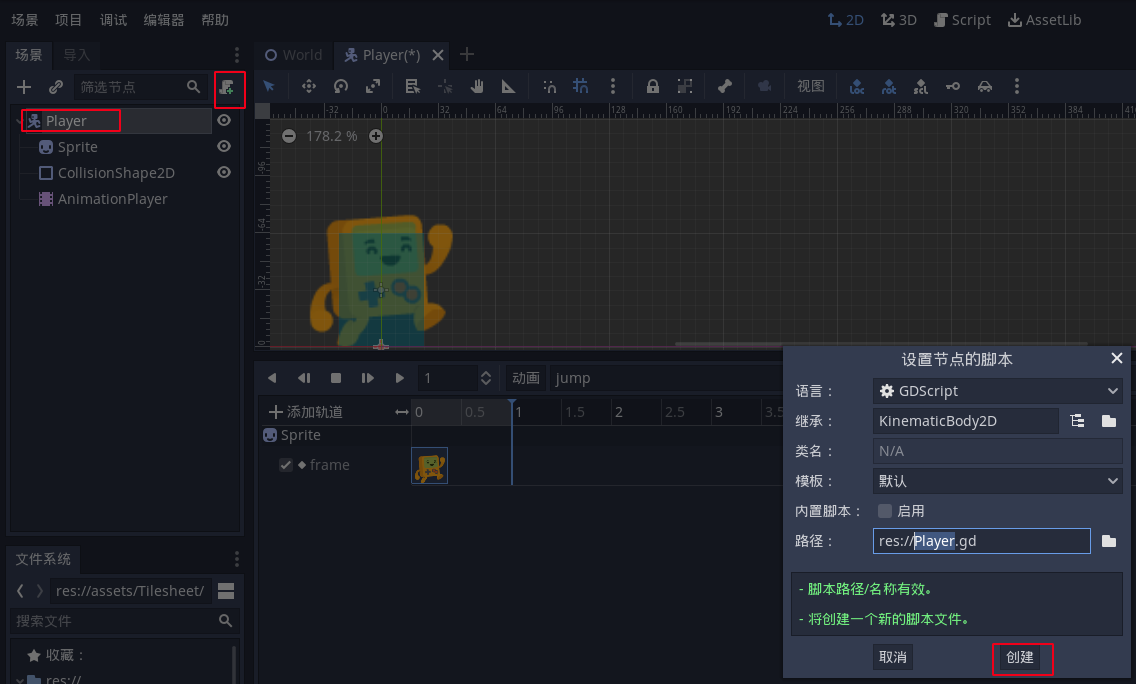 场景 项目 调试 编辑器 帮助 2D 3D Script AssetLib
场景 导入 World Player(*)
筛选节点 视图
-32 0 32 64 96 128 160 192 224 256 288 320 352 384 416
Player
178.2 %
Sprite
CollisionShape2D
AnimationPlayer
-96
-64
-32
0
设置节点的脚本
语言： GDScript
继承： KinematicBody2D
类名： N/A
模板： 默认
内置脚本： 启用
路径： res://Player.gd
- 脚本路径/名称有效。
- 将创建一个新的脚本文件。
取消 创建
1 动画 jump
添加轨道 0 0.5 1 1.5 2 2.5 3 3.5
Sprite
frame
文件系统
res://assets/Tilesheet/
搜索文件
收藏：
res://